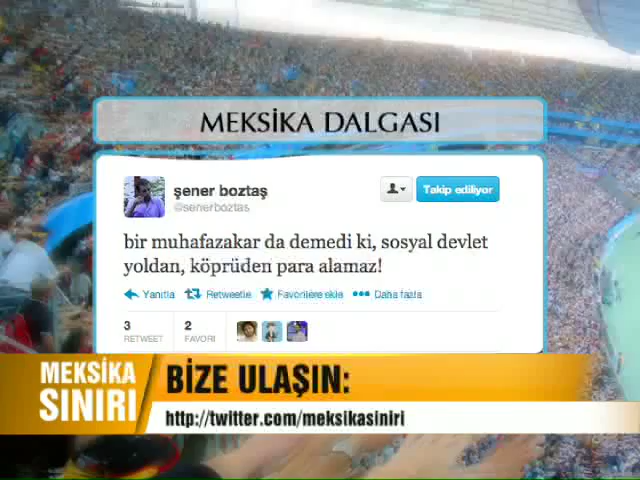 MEKSİKA DALGASI
şener boztaş
@senerboztas
Takip ediliyor
bir muhafazakar da demedi ki, sosyal devlet
yoldan, köprüden para alamaz!
Yanıtla Retweetle Favorilere ekle Daha fazla
3 2
RETWEET FAVORİ
MEKSİKA
SINIRI
BİZE ULAŞIN:
http://twitter.com/meksikasiniri